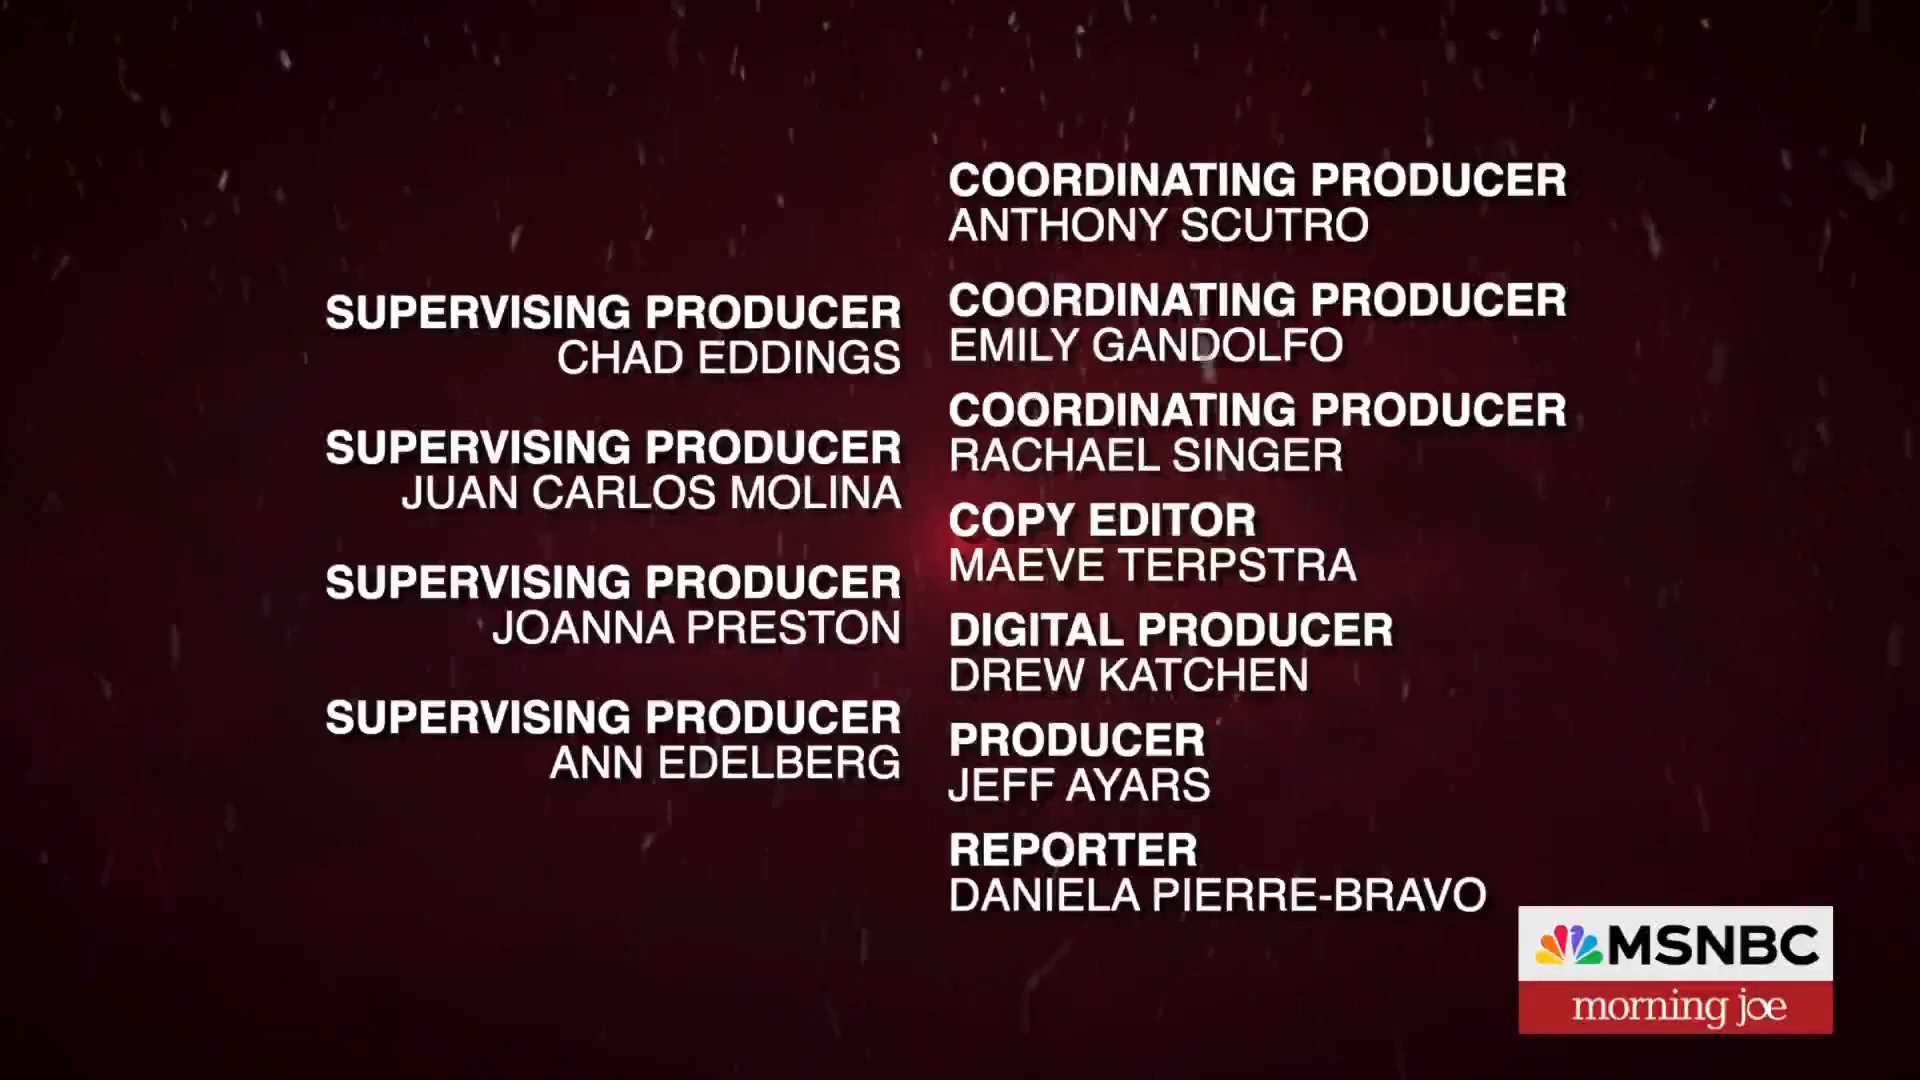 SUPERVISING PRODUCER
CHAD EDDINGS
SUPERVISING PRODUCER
JUAN CARLOS MOLINA
SUPERVISING PRODUCER
JOANNA PRESTON
SUPERVISING PRODUCER
ANN EDELBERG
COORDINATING PRODUCER
ANTHONY SCUTRO
COORDINATING PRODUCER
EMILY GANDOLFO
COORDINATING PRODUCER
RACHAEL SINGER
COPY EDITOR
MAEVE TERPSTRA
DIGITAL PRODUCER
DREW KATCHEN
PRODUCER
JEFF AYARS
REPORTER
DANIELA PIERRE-BRAVO
MSNBC
morning joe